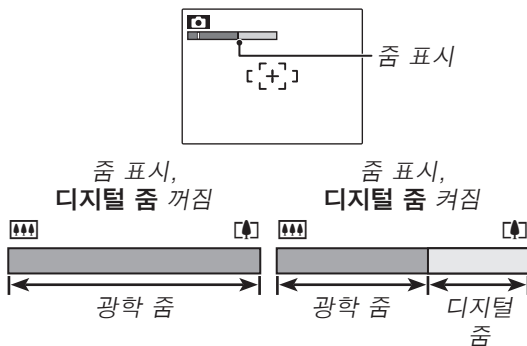 줌 표시
줌 표시,
디지털 줌 꺼짐
줌 표시,
디지털 줌 켜짐
광학 줌
광학 줌
디지털
줌